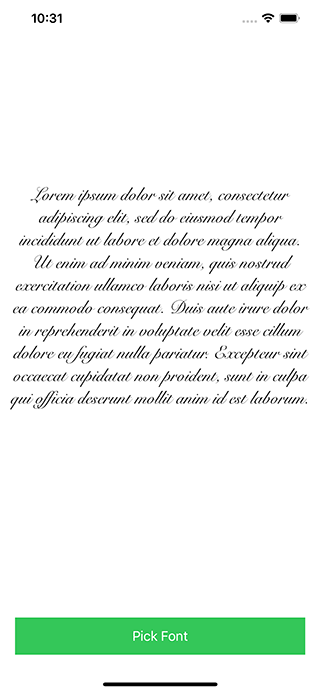 10:31
Lorem ipsum dolor sit amet, consectetur
adipiscing elit, sed do eiusmod tempor
incididunt ut labore et dolore magna aliqua.
Ut enim ad minim veniam, quis nostrud
exercitation ullamco laboris nisi ut aliquip ex
ea commodo consequat. Duis aute irure dolor
in reprehenderit in voluptate velit esse cillum
dolore eu fugiat nulla pariatur. Excepteur sint
occaecat cupidatat non proident, sunt in culpa
qui officia deserunt mollit anim id est laborum.
Pick Font